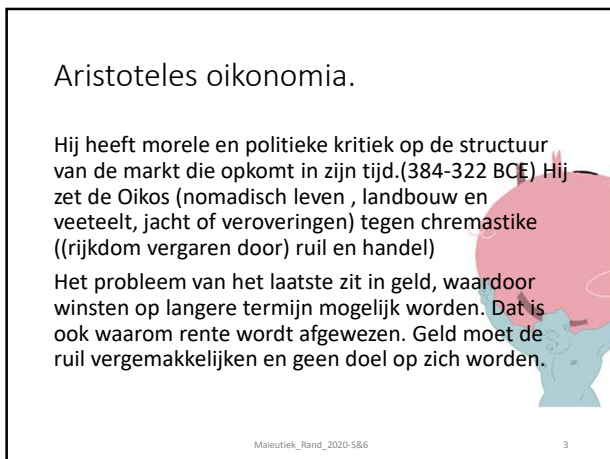 Aristoteles oikonomia.
Hij heeft morele en politieke kritiek op de structuur
van de markt die opkomt in zijn tijd.(384-322 BCE) Hij
zet de Oikos (nomadisch leven , landbouw en
veeteelt, jacht of veroveringen) tegen chremastike
((rijkdom vergaren door) ruil en handel)
Het probleem van het laatste zit in geld, waardoor
winsten op langere termijn mogelijk worden. Dat is
ook waarom rente wordt afgewezen. Geld moet de
ruil vergemakkelijken en geen doel op zich worden.
Maieutiek_Rand_2020-5&6 3